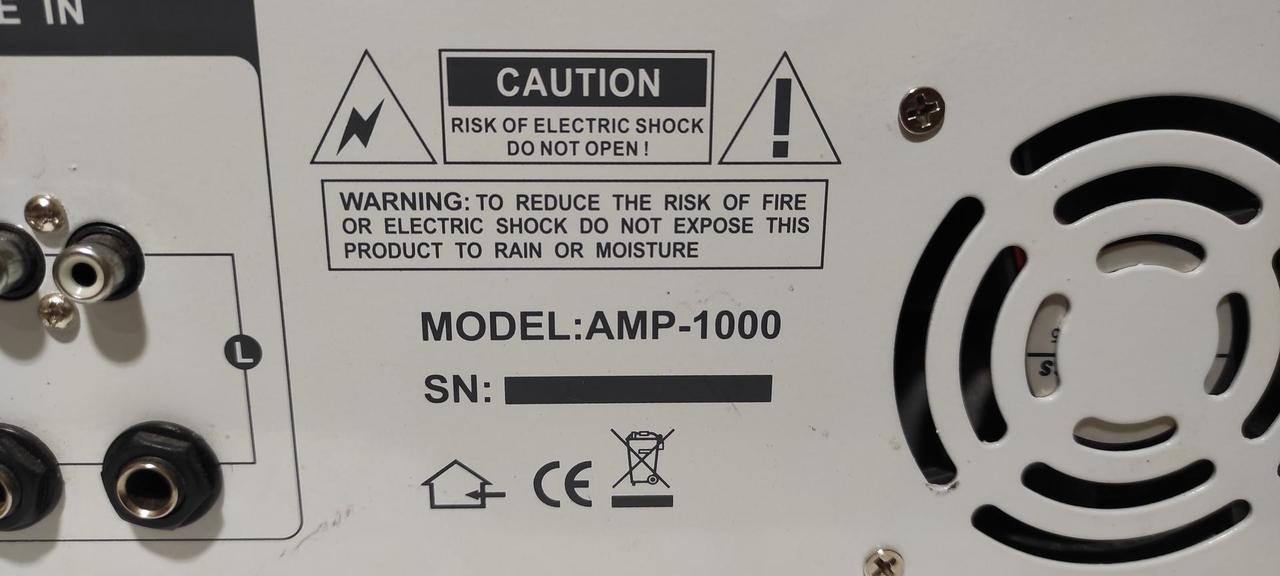 E IN
CAUTION
RISK OF ELECTRIC SHOCK
DO NOT OPEN !
WARNING: TO REDUCE THE RISK OF FIRE
OR ELECTRIC SHOCK DO NOT EXPOSE THIS
PRODUCT TO RAIN OR MOISTURE
MODEL:AMP-1000
L
SN:
CE